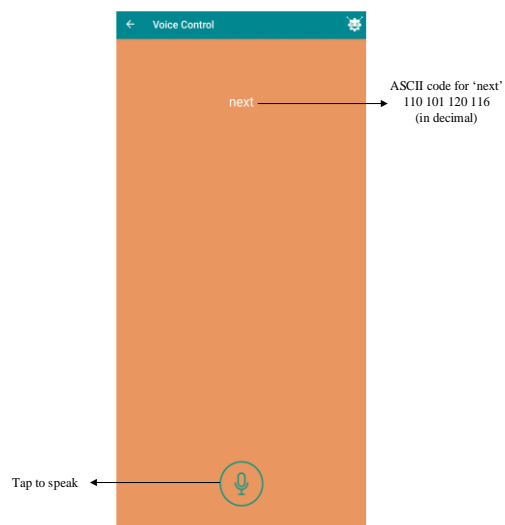 Voice Control
next
ASCII code for ‘next’
110 101 120 116
(in decimal)
Tap to speak